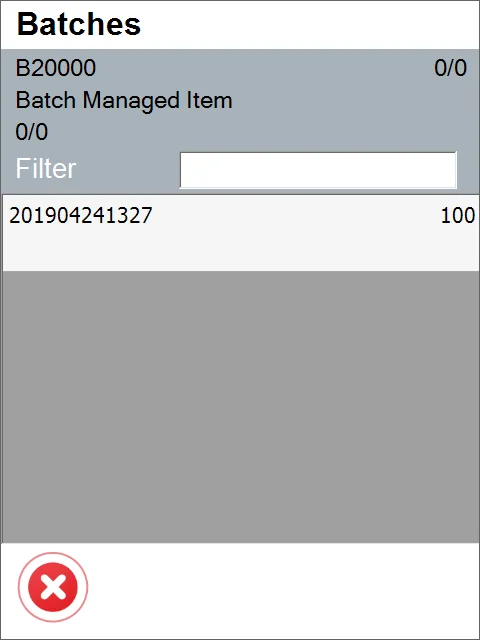 Batches
B20000 0/0
Batch Managed Item
0/0
Filter
201904241327 100